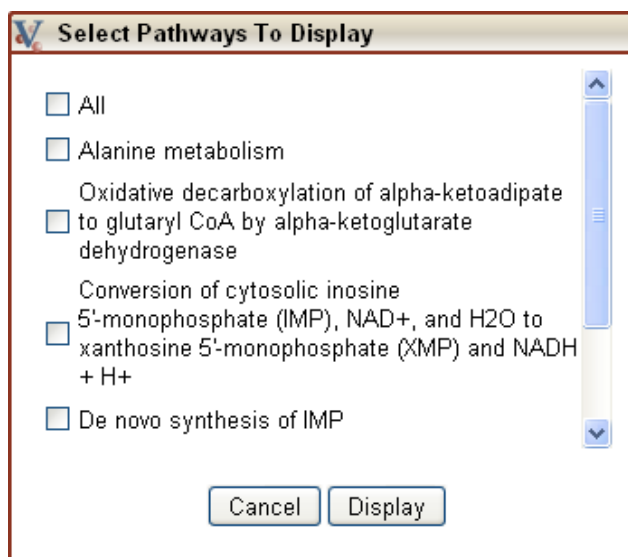 Select Pathways To Display
All
Alanine metabolism
Oxidative decarboxylation of alpha-ketoadipate
to glutaryl CoA by alpha-ketoglutarate
dehydrogenase
Conversion of cytosolic inosine
5'-monophosphate (IMP), NAD+, and H2O to
xanthosine 5'-monophosphate (XMP) and NADH
+ H+
De novo synthesis of IMP
Cancel Display